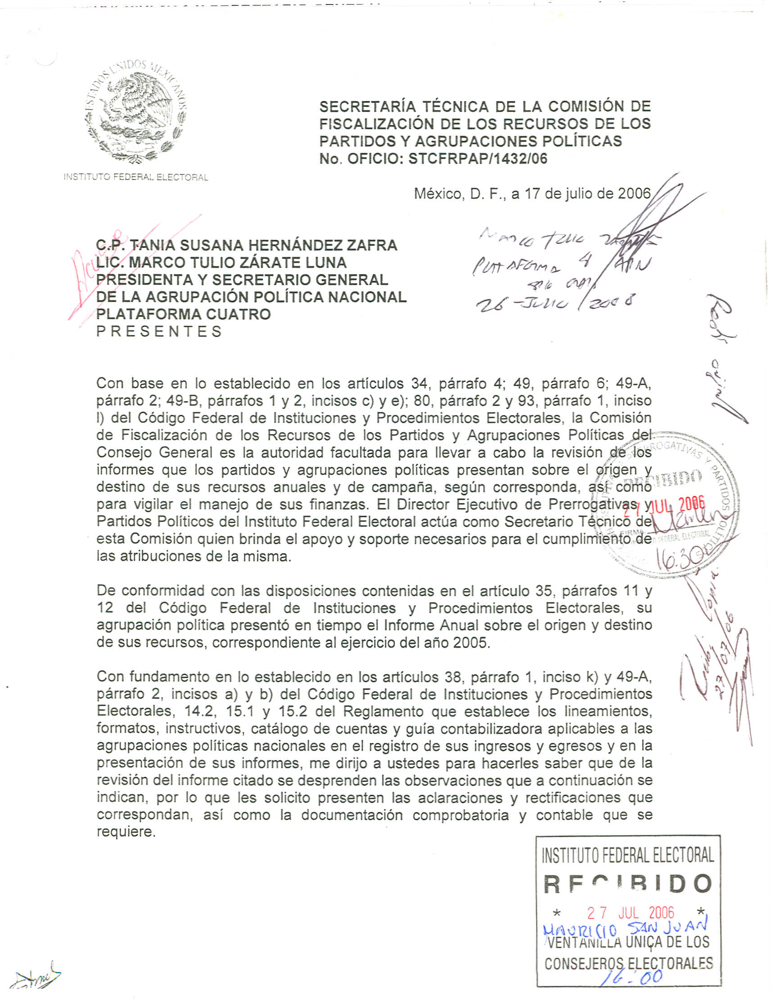 ESTADOS UNIDOS MEXICANOS
INSTITUTO FEDERAL ELECTORAL
SECRETARÍA TÉCNICA DE LA COMISIÓN DE
FISCALIZACIÓN DE LOS RECURSOS DE LOS
PARTIDOS Y AGRUPACIONES POLÍTICAS
No. OFICIO: STCFRPAP/1432/06
México, D. F., a 17 de julio de 2006
Acuse
C.P. TANIA SUSANA HERNÁNDEZ ZAFRA
LIC. MARCO TULIO ZÁRATE LUNA
PRESIDENTA Y SECRETARIO GENERAL
DE LA AGRUPACIÓN POLÍTICA NACIONAL
PLATAFORMA CUATRO
P R E S E N T E S
MARCO TULIO ZARATE
PLATAFORMA 4 APN
26-JULIO/2006
Con base en lo establecido en los artículos 34, párrafo 4; 49, párrafo 6; 49-A,
párrafo 2; 49-B, párrafos 1 y 2, incisos c) y e); 80, párrafo 2 y 93, párrafo 1, inciso
l) del Código Federal de Instituciones y Procedimientos Electorales, la Comisión
de Fiscalización de los Recursos de los Partidos y Agrupaciones Políticas del
Consejo General es la autoridad facultada para llevar a cabo la revisión de los
informes que los partidos y agrupaciones políticas presentan sobre el origen y
destino de sus recursos anuales y de campaña, según corresponda, así como
para vigilar el manejo de sus finanzas. El Director Ejecutivo de Prerrogativas y
Partidos Políticos del Instituto Federal Electoral actúa como Secretario Técnico de
esta Comisión quien brinda el apoyo y soporte necesarios para el cumplimiento de
las atribuciones de la misma.
PRERROGATIVAS Y PARTIDOS POLÍTICOS
RECIBIDO
27 JUL 2006
FIRMA
INSTITUTO FEDERAL ELECTORAL
16:30
De conformidad con las disposiciones contenidas en el artículo 35, párrafos 11 y
12 del Código Federal de Instituciones y Procedimientos Electorales, su
agrupación política presentó en tiempo el Informe Anual sobre el origen y destino
de sus recursos, correspondiente al ejercicio del año 2005.
Recibí
27/07/06
Con fundamento en lo establecido en los artículos 38, párrafo 1, inciso k) y 49-A,
párrafo 2, incisos a) y b) del Código Federal de Instituciones y Procedimientos
Electorales, 14.2, 15.1 y 15.2 del Reglamento que establece los lineamientos,
formatos, instructivos, catálogo de cuentas y guía contabilizadora aplicables a las
agrupaciones políticas nacionales en el registro de sus ingresos y egresos y en la
presentación de sus informes, me dirijo a ustedes para hacerles saber que de la
revisión del informe citado se desprenden las observaciones que a continuación se
indican, por lo que les solicito presenten las aclaraciones y rectificaciones que
correspondan, así como la documentación comprobatoria y contable que se
requiere.
INSTITUTO FEDERAL ELECTORAL
RECIBIDO
* 27 JUL 2006 *
MAURICIO SAN JUAN
VENTANILLA UNICA DE LOS
CONSEJEROS ELECTORALES
16:00